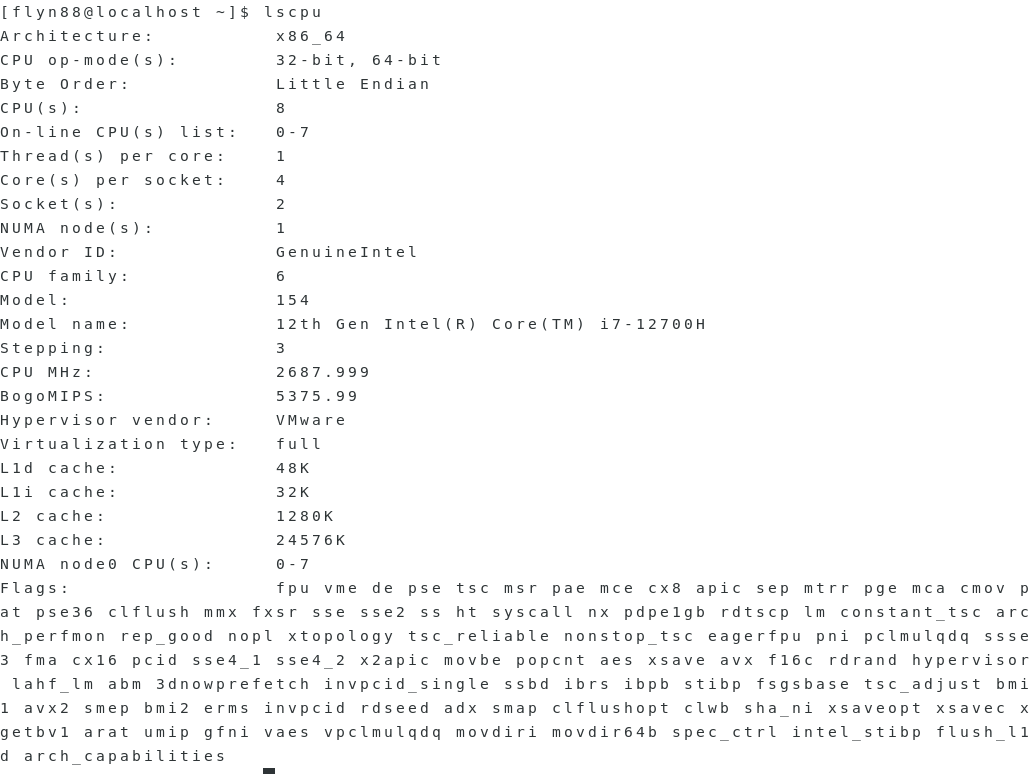 [flyn88@localhost ~]$ lscpu
Architecture:          x86_64
CPU op-mode(s):        32-bit, 64-bit
Byte Order:            Little Endian
CPU(s):                8
On-line CPU(s) list:   0-7
Thread(s) per core:    1
Core(s) per socket:    4
Socket(s):             2
NUMA node(s):          1
Vendor ID:             GenuineIntel
CPU family:            6
Model:                 154
Model name:            12th Gen Intel(R) Core(TM) i7-12700H
Stepping:              3
CPU MHz:               2687.999
BogoMIPS:              5375.99
Hypervisor vendor:     VMware
Virtualization type:   full
L1d cache:             48K
L1i cache:             32K
L2 cache:              1280K
L3 cache:              24576K
NUMA node0 CPU(s):     0-7
Flags:                 fpu vme de pse tsc msr pae mce cx8 apic sep mtrr pge mca cmov p
at pse36 clflush mmx fxsr sse sse2 ss ht syscall nx pdpe1gb rdtscp lm constant_tsc arc
h_perfmon rep_good nopl xtopology tsc_reliable nonstop_tsc eagerfpu pni pclmulqdq ssse
3 fma cx16 pcid sse4_1 sse4_2 x2apic movbe popcnt aes xsave avx f16c rdrand hypervisor
 lahf_lm abm 3dnowprefetch invpcid_single ssbd ibrs ibpb stibp fsgsbase tsc_adjust bmi
1 avx2 smep bmi2 erms invpcid rdseed adx smap clflushopt clwb sha_ni xsaveopt xsavec x
getbv1 arat umip gfni vaes vpclmulqdq movdiri movdir64b spec_ctrl intel_stibp flush_l1
d arch_capabilities